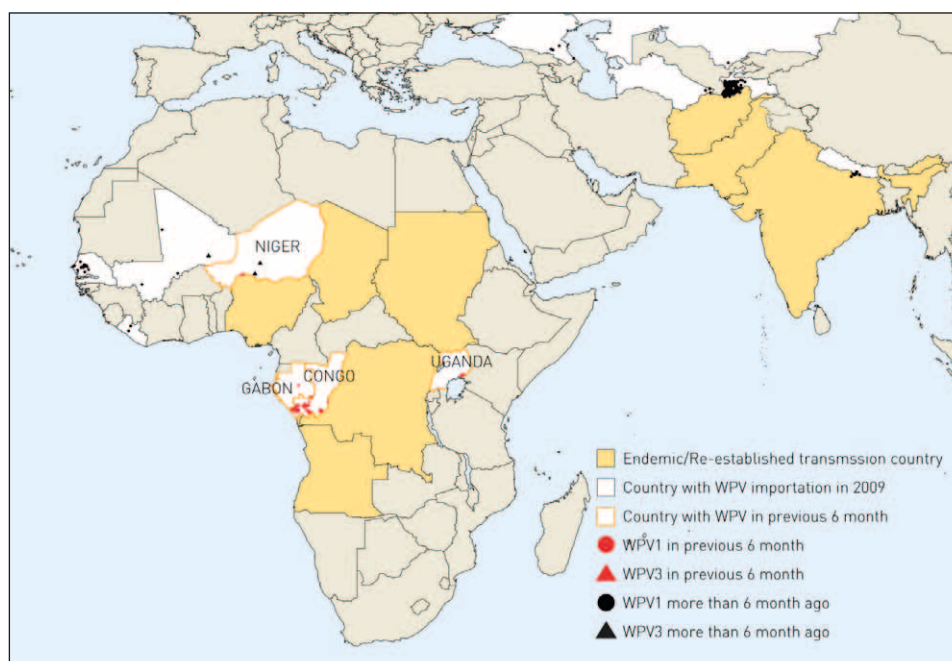 NIGER
UGANDA
CONGO
GABON
Endemic/Re-established transmssion country
Country with WPV importation in 2009
Country with WPV in previous 6 month
WPV1 in previous 6 month
WPV3 in previous 6 month
WPV1 more than 6 month ago
WPV3 more than 6 month ago